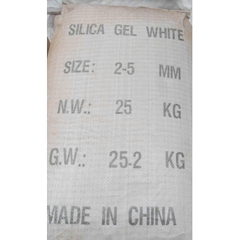 SILICA GEL WHITE
SIZE: 2-5 MM
N.W.: 25 KG
G.W.: 25.2 KG
MADE IN CHINA